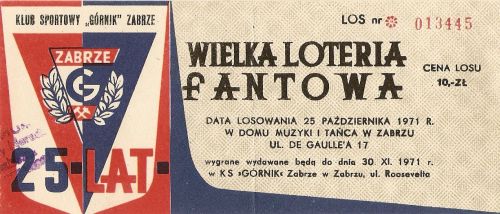 KLUB SPORTOWY „GÓRNIK" ZABRZE
ZABRZE
G
25-LAT-
LOS nr 013445
WIELKA LOTERIA
FANTOWA
CENA LOSU
10,-ZŁ
DATA LOSOWANIA 25 PAŹDZIERNIKA 1971 R.
W DOMU MUZYKI I TAŃCA W ZABRZU
UL. DE GAULLE'A 17
wygrane wydawane będą do dnia 30. XI. 1971 r.
w KS „GÓRNIK" Zabrze w Zabrzu, ul. Roosevelta